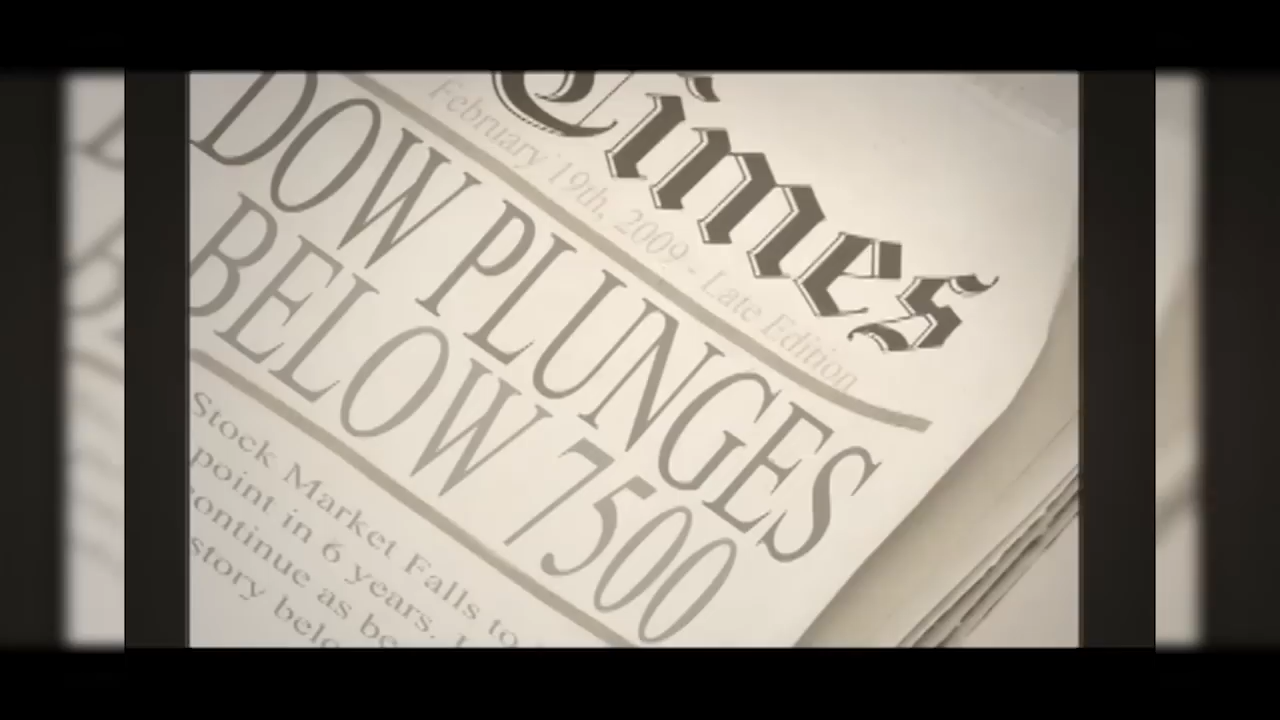 Times
February 19th, 2009 - Late Edition
DOW PLUNGES
BELOW 7500
Stock Market Falls to
point in 6 years.
ontinue as be
story belo